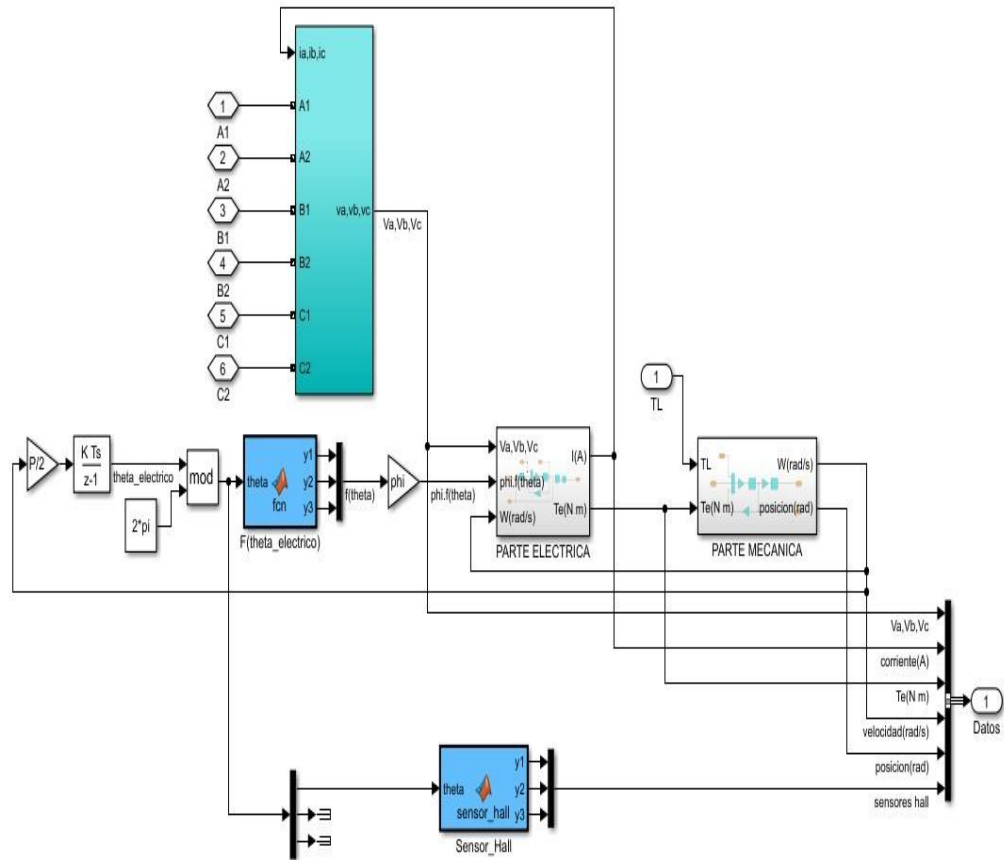 ia,ib,ic
1
A1
A1
2
A2
A2
3
B1
B1
va,vb,vc
Va,Vb,Vc
4
B2
B2
5
C1
C1
6
C2
C2
1
TL
P/2
K Ts
z-1
theta_electrico
mod
2*pi
theta
fcn
y1
y2
y3
F(theta_electrico)
f(theta)
phi
phi.f(theta)
Va,Vb,Vc
phi.f(theta)
W(rad/s)
I(A)
Te(N m)
PARTE ELECTRICA
TL
Te(N m)
W(rad/s)
posicion(rad)
PARTE MECANICA
Va,Vb,Vc
corriente(A)
Te(N m)
velocidad(rad/s)
posicion(rad)
sensores hall
1
Datos
theta
sensor_hall
y1
y2
y3
Sensor_Hall